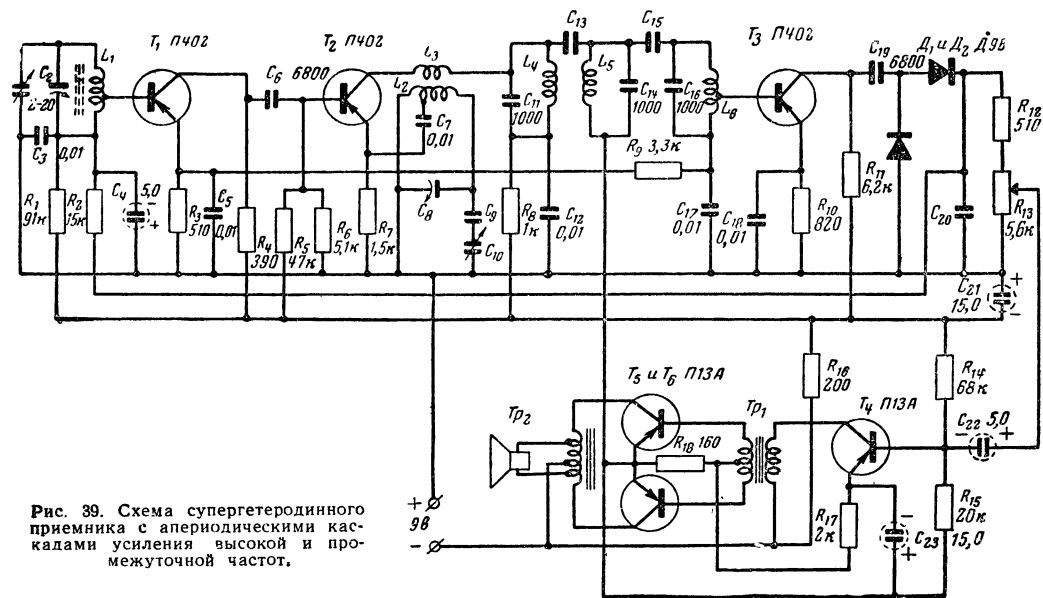 T₁ П402
T₂ П402
T₃ П402
C₂
8-20
L₁
C₃
0,01
R₁
91к
R₂
15к
C₄
5,0
-
+
R₃
510
C₅
0,01
C₆
6800
R₄
390
R₅
47к
R₆
5,1к
R₇
1,5к
L₃
L₂
C₇
0,01
C₈
C₉
C₁₀
C₁₁
1000
L₄
R₈
1к
C₁₂
0,01
C₁₃
L₅
C₁₄
1000
C₁₅
C₁₆
1000
L₆
R₉ 3,3к
C₁₇
0,01
C₁₈
0,01
R₁₀
820
R₁₁
6,2к
C₁₉
6800
Д₁ и Д₂ Д9В
C₂₀
R₁₂
510
R₁₃
5,6к
C₂₁
15,0
+
-
R₁₆
200
R₁₄
68к
T₅ и T₆ П13А
Тр₂
R₁₈ 160
Тр₁
T₄ П13А
C₂₂ 5,0
-
+
R₁₇
2к
C₂₃
15,0
-
+
R₁₅
20к
+
9в
-
Рис. 39. Схема супергетеродинного
приемника с апериодическими кас-
кадами усиления высокой и про-
межуточной частот.